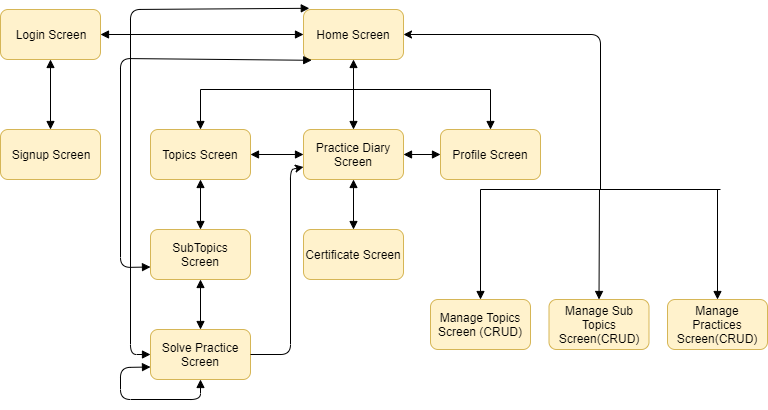 Login Screen
Home Screen
Signup Screen
Topics Screen
Practice Diary
Screen
Profile Screen
SubTopics
Screen
Certificate Screen
Manage Topics
Screen (CRUD)
Manage Sub
Topics
Screen(CRUD)
Manage
Practices
Screen(CRUD)
Solve Practice
Screen